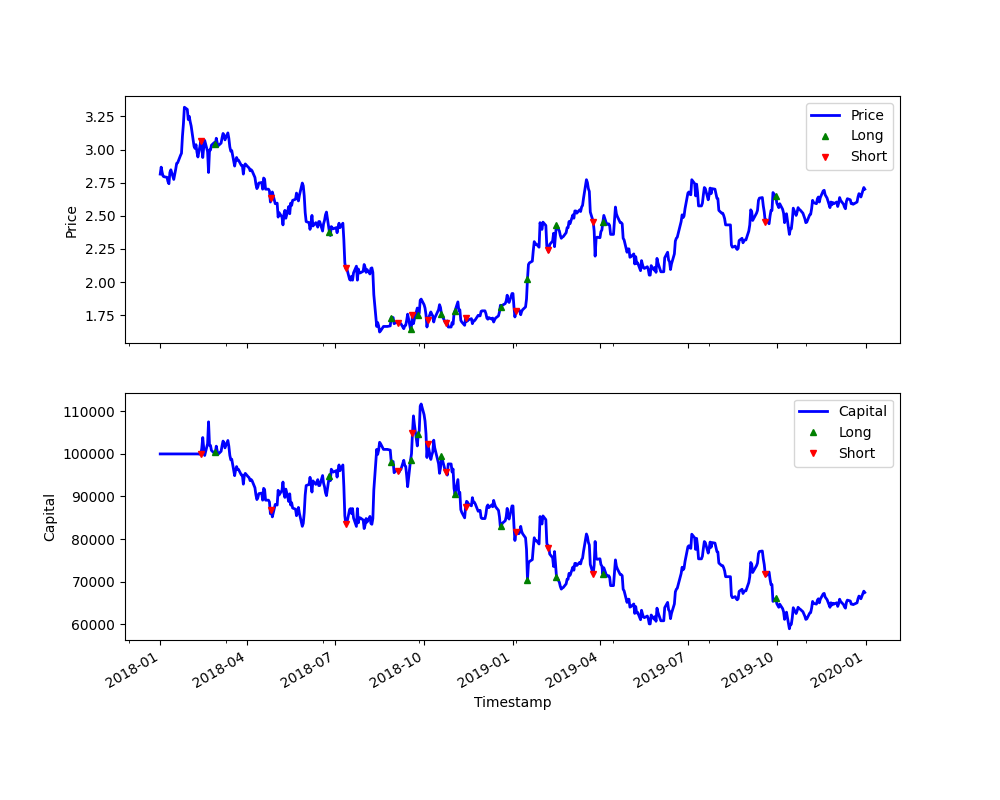 3.25
3.00
2.75
2.50
2.25
2.00
1.75
Price
Price
Long
Short
110000
100000
90000
80000
70000
60000
Capital
Capital
Long
Short
2018-01
2018-04
2018-07
2018-10
2019-01
2019-04
2019-07
2019-10
2020-01
Timestamp